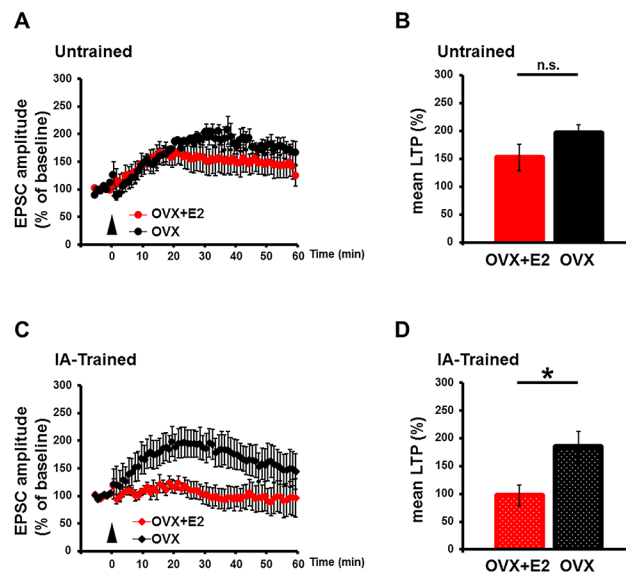 A
Untrained
EPSC amplitude
(% of baseline)
300
250
200
150
100
50
0
OVX+E2
OVX
0 10 20 30 40 50 60 Time (min)
B
Untrained
n.s.
mean LTP (%)
300
250
200
150
100
50
0
OVX+E2 OVX
C
IA-Trained
EPSC amplitude
(% of baseline)
300
250
200
150
100
50
0
OVX+E2
OVX
0 10 20 30 40 50 60 Time (min)
D
IA-Trained
*
mean LTP (%)
300
250
200
150
100
50
0
OVX+E2 OVX